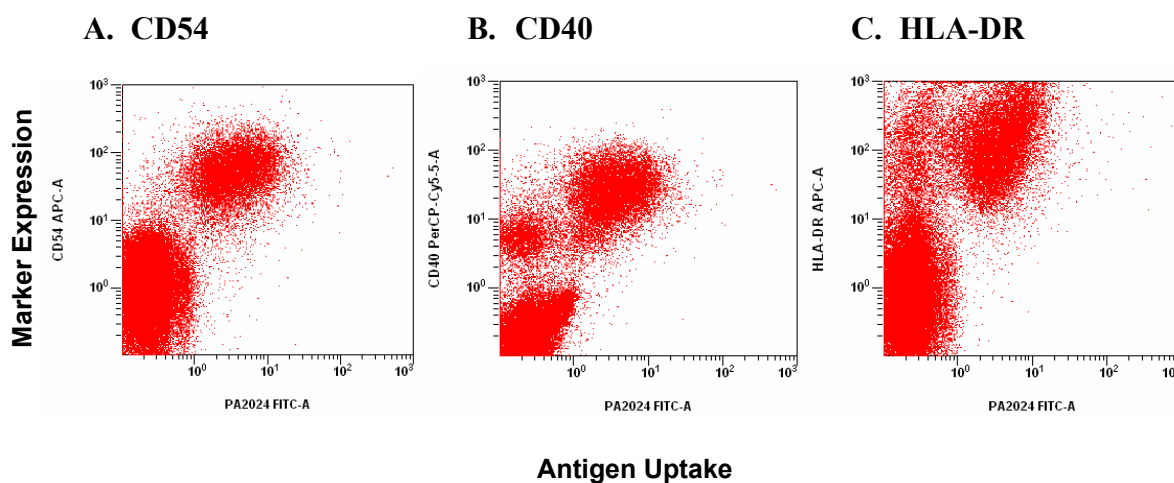 A. CD54
B. CD40
C. HLA-DR
Marker Expression
CD54 APC-A
10³
10²
10¹
10⁰
10⁰ 10¹ 10² 10³
PA2024 FITC-A
CD40 PerCP-Cy5-5-A
10³
10²
10¹
10⁰
10⁰ 10¹ 10² 10³
PA2024 FITC-A
HLA-DR APC-A
10³
10²
10¹
10⁰
10⁰ 10¹ 10²
PA2024 FITC-A
Antigen Uptake